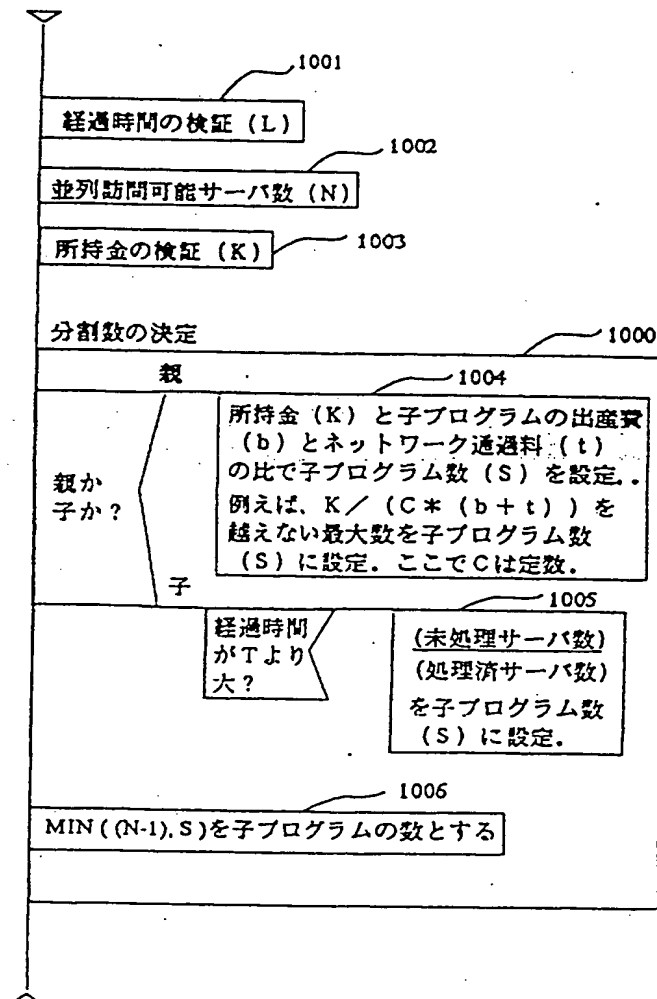 1001
経過時間の検証 (L)
1002
並列訪問可能サーバ数 (N)
所持金の検証 (K)
1003
分割数の決定
1000
親
1004
所持金 (K) と子プログラムの出産費
(b) とネットワーク通過料 (t)
の比で子プログラム数 (S) を設定．．
例えば、K／ (C＊ (b＋t) ) を
越えない最大数を子プログラム数
(S) に設定．ここでCは定数．
親か
子か？
子
1005
経過時間
がTより
大？
(未処理サーバ数)
(処理済サーバ数)
を子プログラム数
(S) に設定．
1006
MIN ( (N-1), S)を子プログラムの数とする